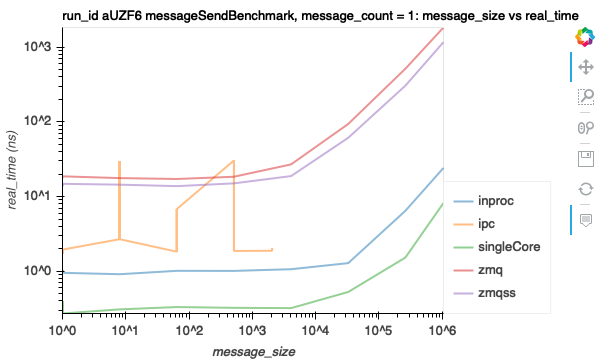 run_id aUZF6 messageSendBenchmark, message_count = 1: message_size vs real_time
10^3
10^2
10^1
10^0
real_time (ns)
10^0 10^1 10^2 10^3 10^4 10^5 10^6
message_size
inproc
ipc
singleCore
zmq
zmqss